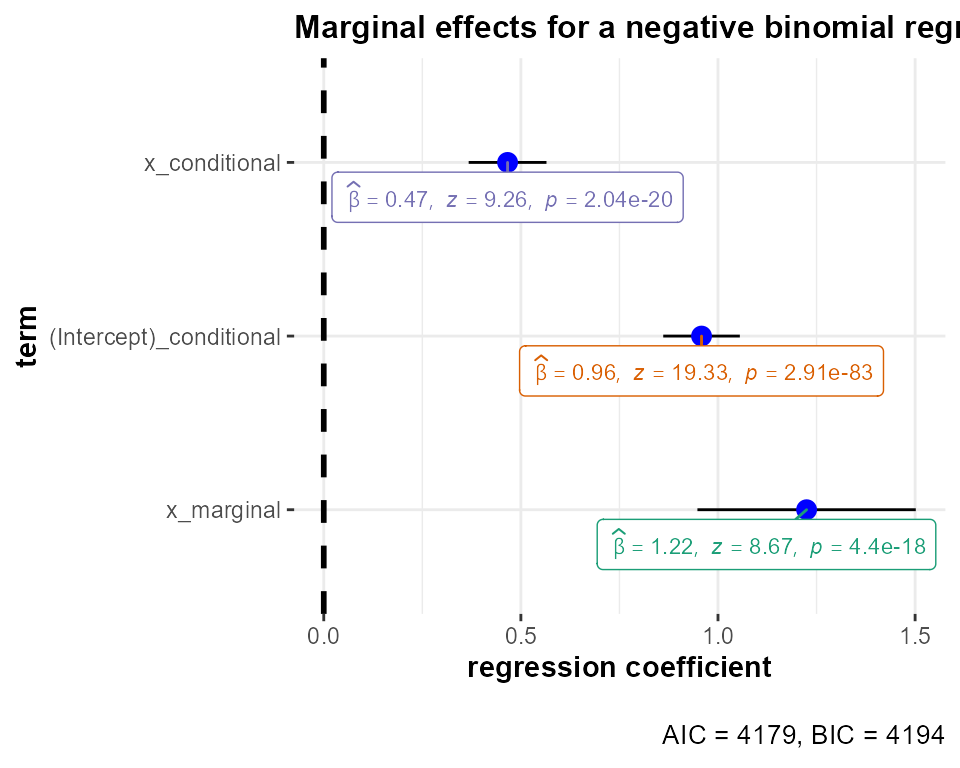 Marginal effects for a negative binomial regr
x_conditional
β̂ = 0.47, z = 9.26, p = 2.04e-20
(Intercept)_conditional
β̂ = 0.96, z = 19.33, p = 2.91e-83
x_marginal
β̂ = 1.22, z = 8.67, p = 4.4e-18
term
0.0 0.5 1.0 1.5
regression coefficient
AIC = 4179, BIC = 4194